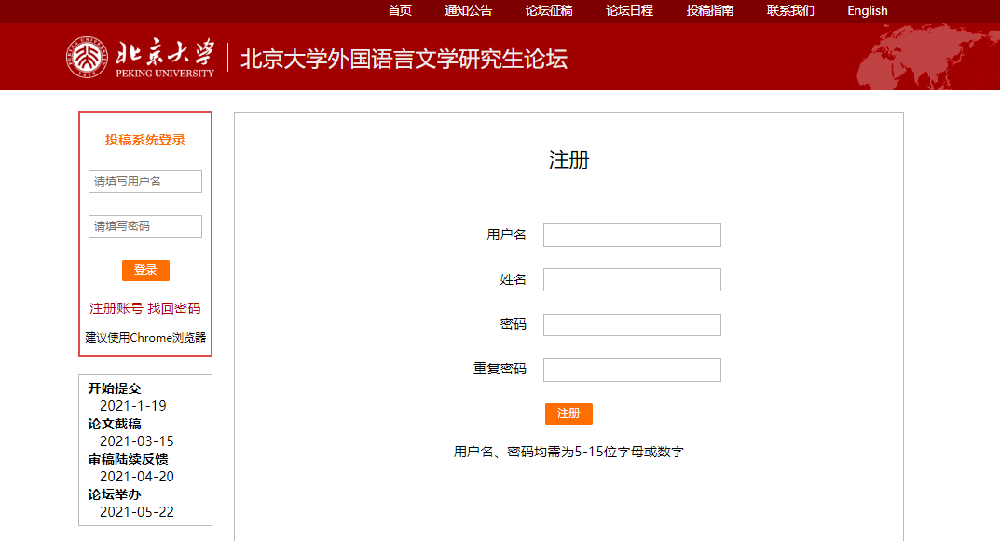 首页 通知公告 论坛征稿 论坛日程 投稿指南 联系我们 English
北京大学
PEKING UNIVERSITY
北京大学外国语言文学研究生论坛
投稿系统登录
请填写用户名
请填写密码
登录
注册账号 找回密码
建议使用Chrome浏览器
开始提交
2021-1-19
论文截稿
2021-03-15
审稿陆续反馈
2021-04-20
论坛举办
2021-05-22
注册
用户名
姓名
密码
重复密码
注册
用户名、密码均需为5-15位字母或数字